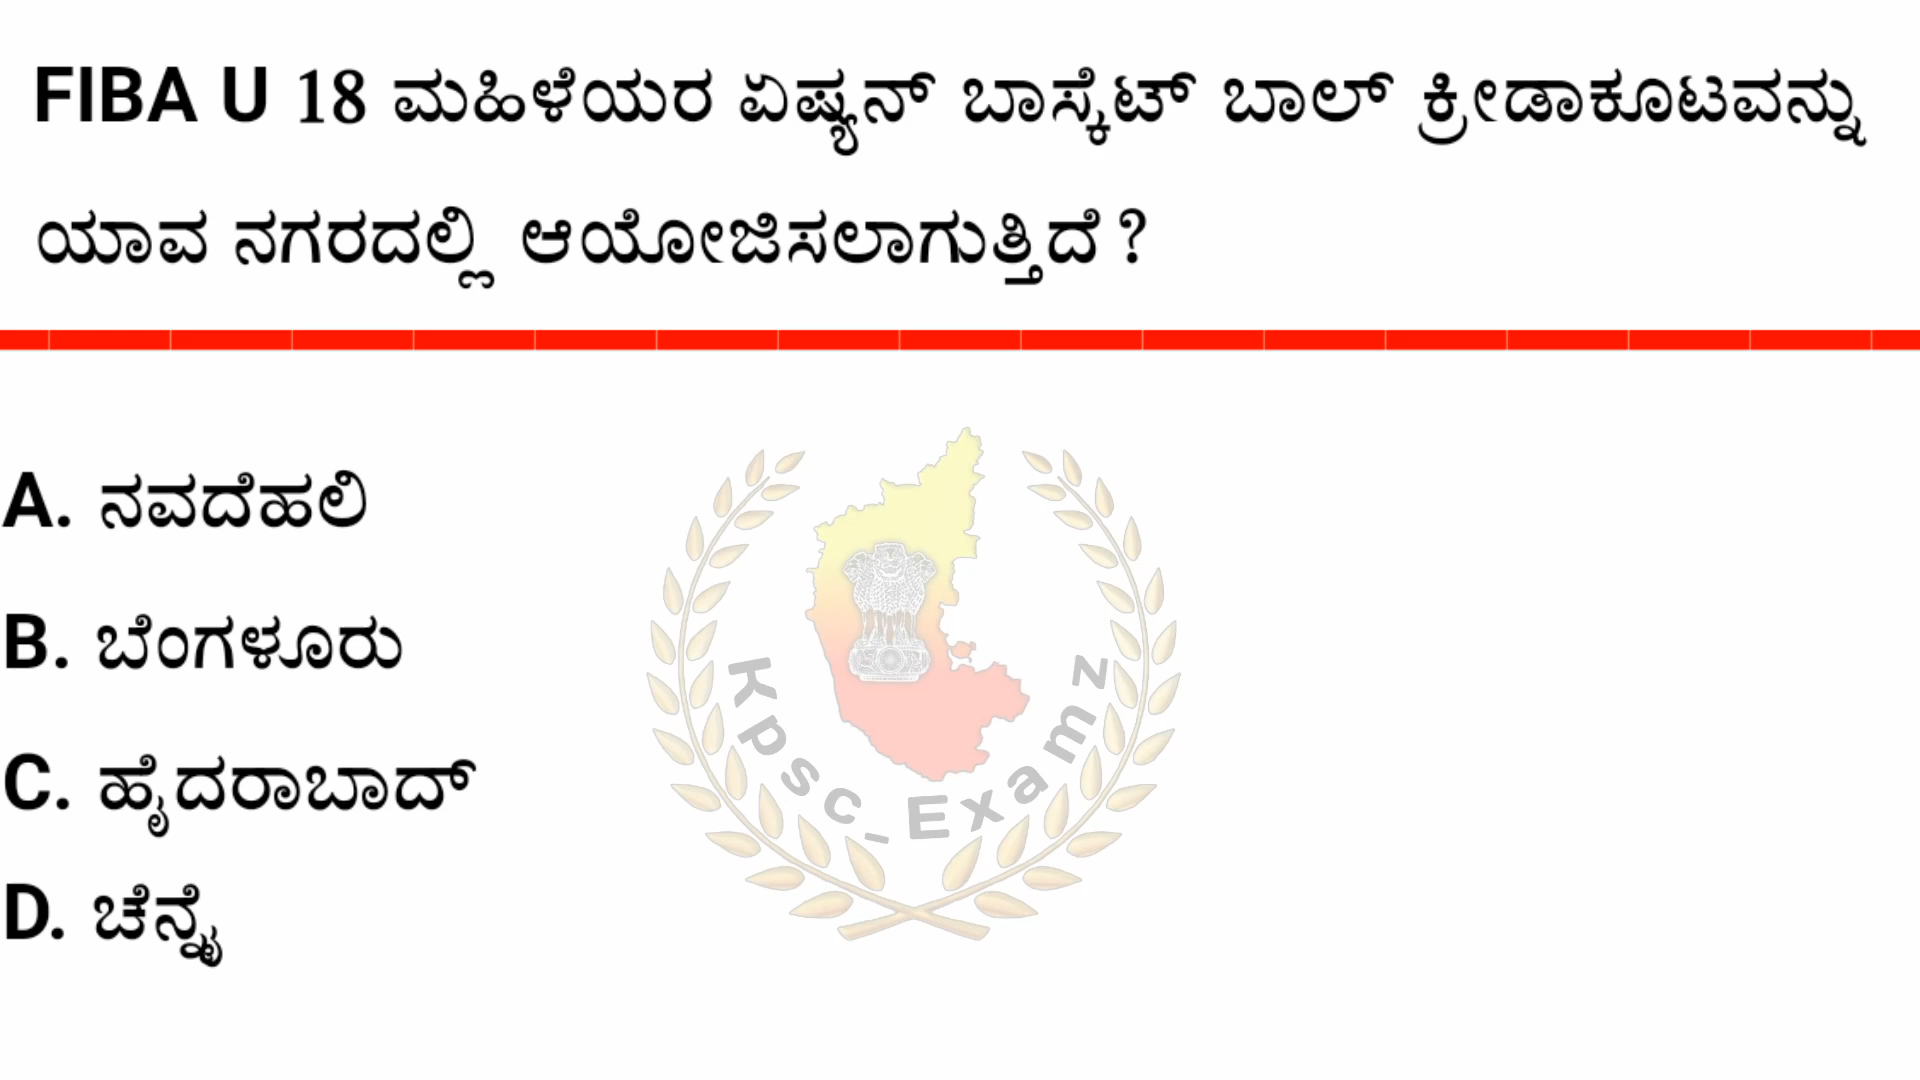 FIBA U 18 ಮಹಿಳೆಯರ ಏಷ್ಯನ್ ಬಾಸ್ಕೆಟ್ ಬಾಲ್ ಕ್ರೀಡಾಕೂಟವನ್ನು
ಯಾವ ನಗರದಲ್ಲಿ ಆಯೋಜಿಸಲಾಗುತ್ತಿದೆ ?
A. ನವದೆಹಲಿ
B. ಬೆಂಗಳೂರು
C. ಹೈದರಾಬಾದ್
D. ಚೆನ್ನೈ
Kpsc_Examz